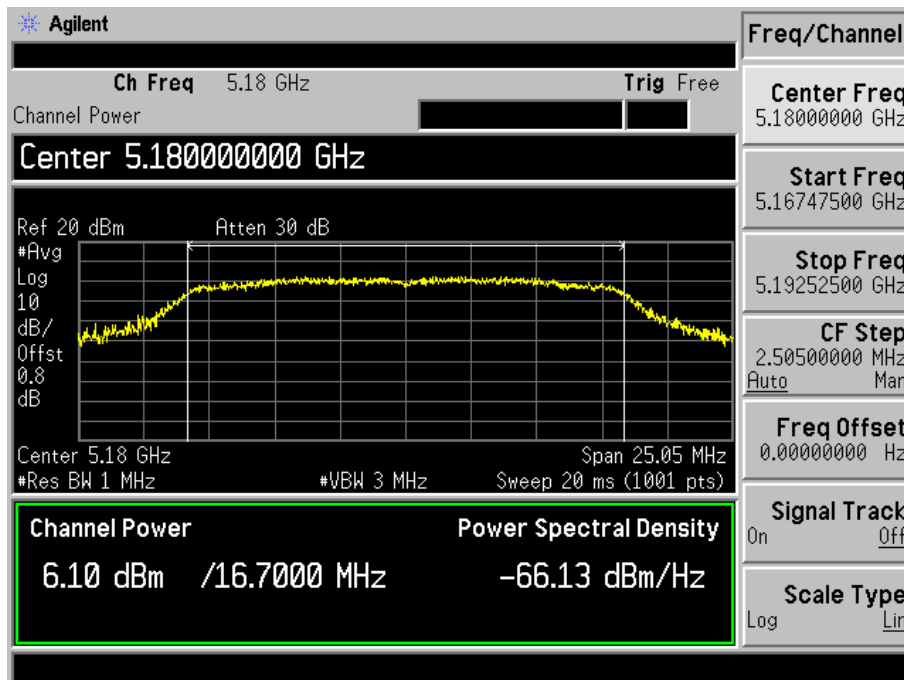 Agilent
Freq/Channel
Ch Freq 5.18 GHz Trig Free
Channel Power
Center 5.180000000 GHz
Ref 20 dBm Atten 30 dB
#Avg
Log
10
dB/
Offst
0.8
dB
Center 5.18 GHz Span 25.05 MHz
#Res BW 1 MHz #VBW 3 MHz Sweep 20 ms (1001 pts)
Channel Power Power Spectral Density
6.10 dBm /16.7000 MHz -66.13 dBm/Hz
Center Freq
5.18000000 GHz
Start Freq
5.16747500 GHz
Stop Freq
5.19252500 GHz
CF Step
2.50500000 MHz
Auto Man
Freq Offset
0.00000000 Hz
Signal Track
On Off
Scale Type
Log Lin